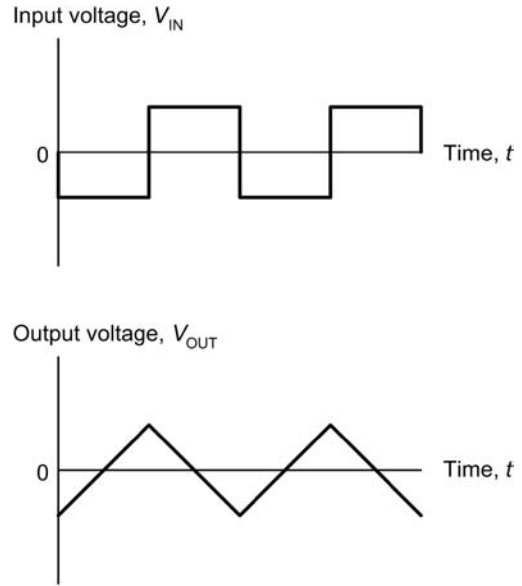 Input voltage, VIN
0
Time, t
Output voltage, VOUT
0
Time, t